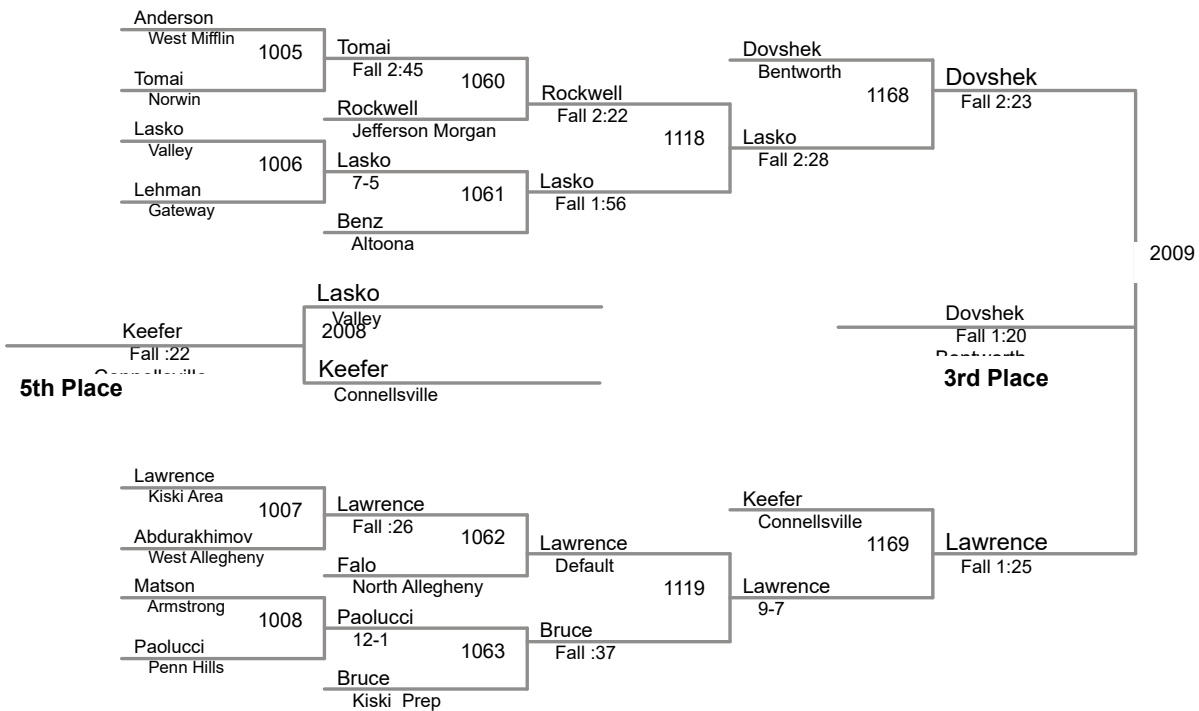 Anderson
West Mifflin
1005
Tomai
Norwin
Tomai
Fall 2:45
1060
Rockwell
Jefferson Morgan
Lasko
Valley
1006
Lehman
Gateway
Lasko
7-5
1061
Benz
Altoona
Rockwell
Fall 2:22
1118
Lasko
Fall 1:56
Dovshek
Bentworth
1168
Lasko
Fall 2:28
Dovshek
Fall 2:23
2009
Lasko
Valley
2008
Keefer
Connellsville
Keefer
Fall :22
Connellsville
5th Place
Dovshek
Fall 1:20
Bentworth
3rd Place
Lawrence
Kiski Area
1007
Abdurakhimov
West Allegheny
Lawrence
Fall :26
1062
Falo
North Allegheny
Matson
Armstrong
1008
Paolucci
Penn Hills
Paolucci
12-1
1063
Bruce
Kiski Prep
Lawrence
Default
1119
Bruce
Fall :37
Keefer
Connellsville
1169
Lawrence
9-7
Lawrence
Fall 1:25